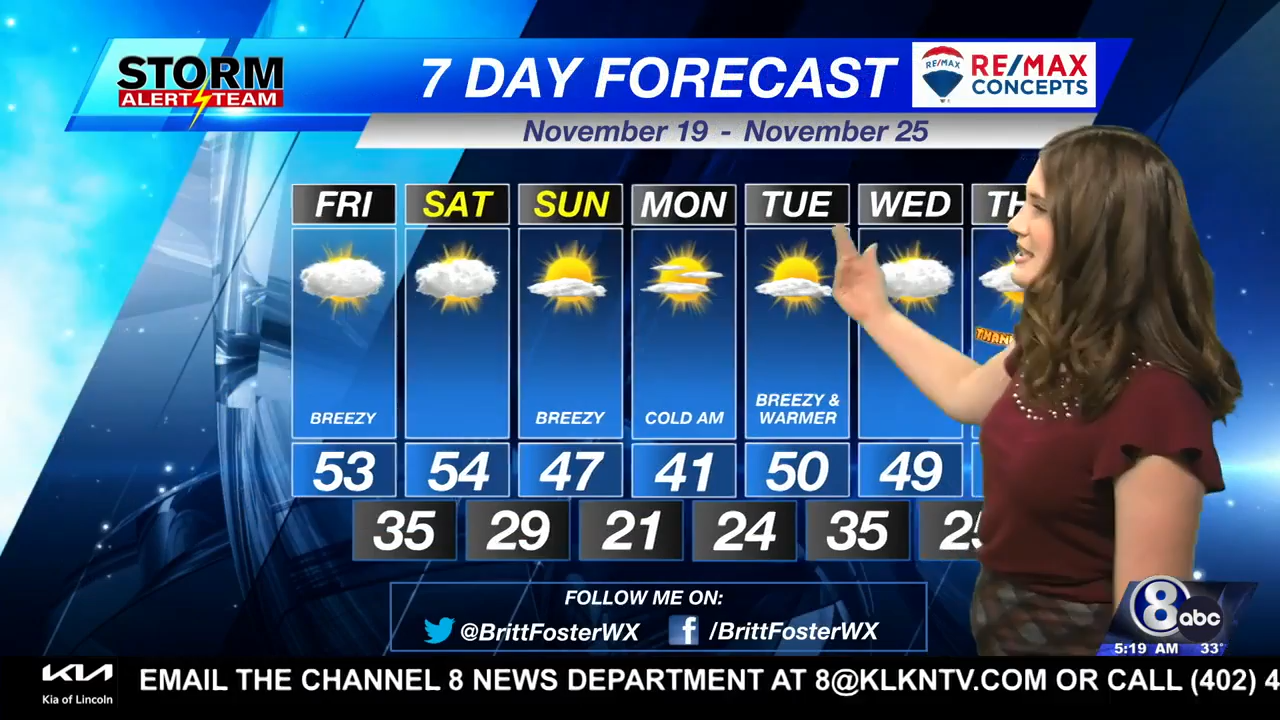 STORM
ALERT TEAM
7 DAY FORECAST
RE/MAX
RE/MAX
CONCEPTS
November 19 - November 25
FRI SAT SUN MON TUE WED
BREEZY BREEZY COLD AM BREEZY &
WARMER
53 54 47 41 50 49
35 29 21 24 35
FOLLOW ME ON:
@BrittFosterWX /BrittFosterWX
8 abc
5:19 AM 33°
KIA
Kia of Lincoln
EMAIL THE CHANNEL 8 NEWS DEPARTMENT AT 8@KLKNTV.COM OR CALL (402) 4